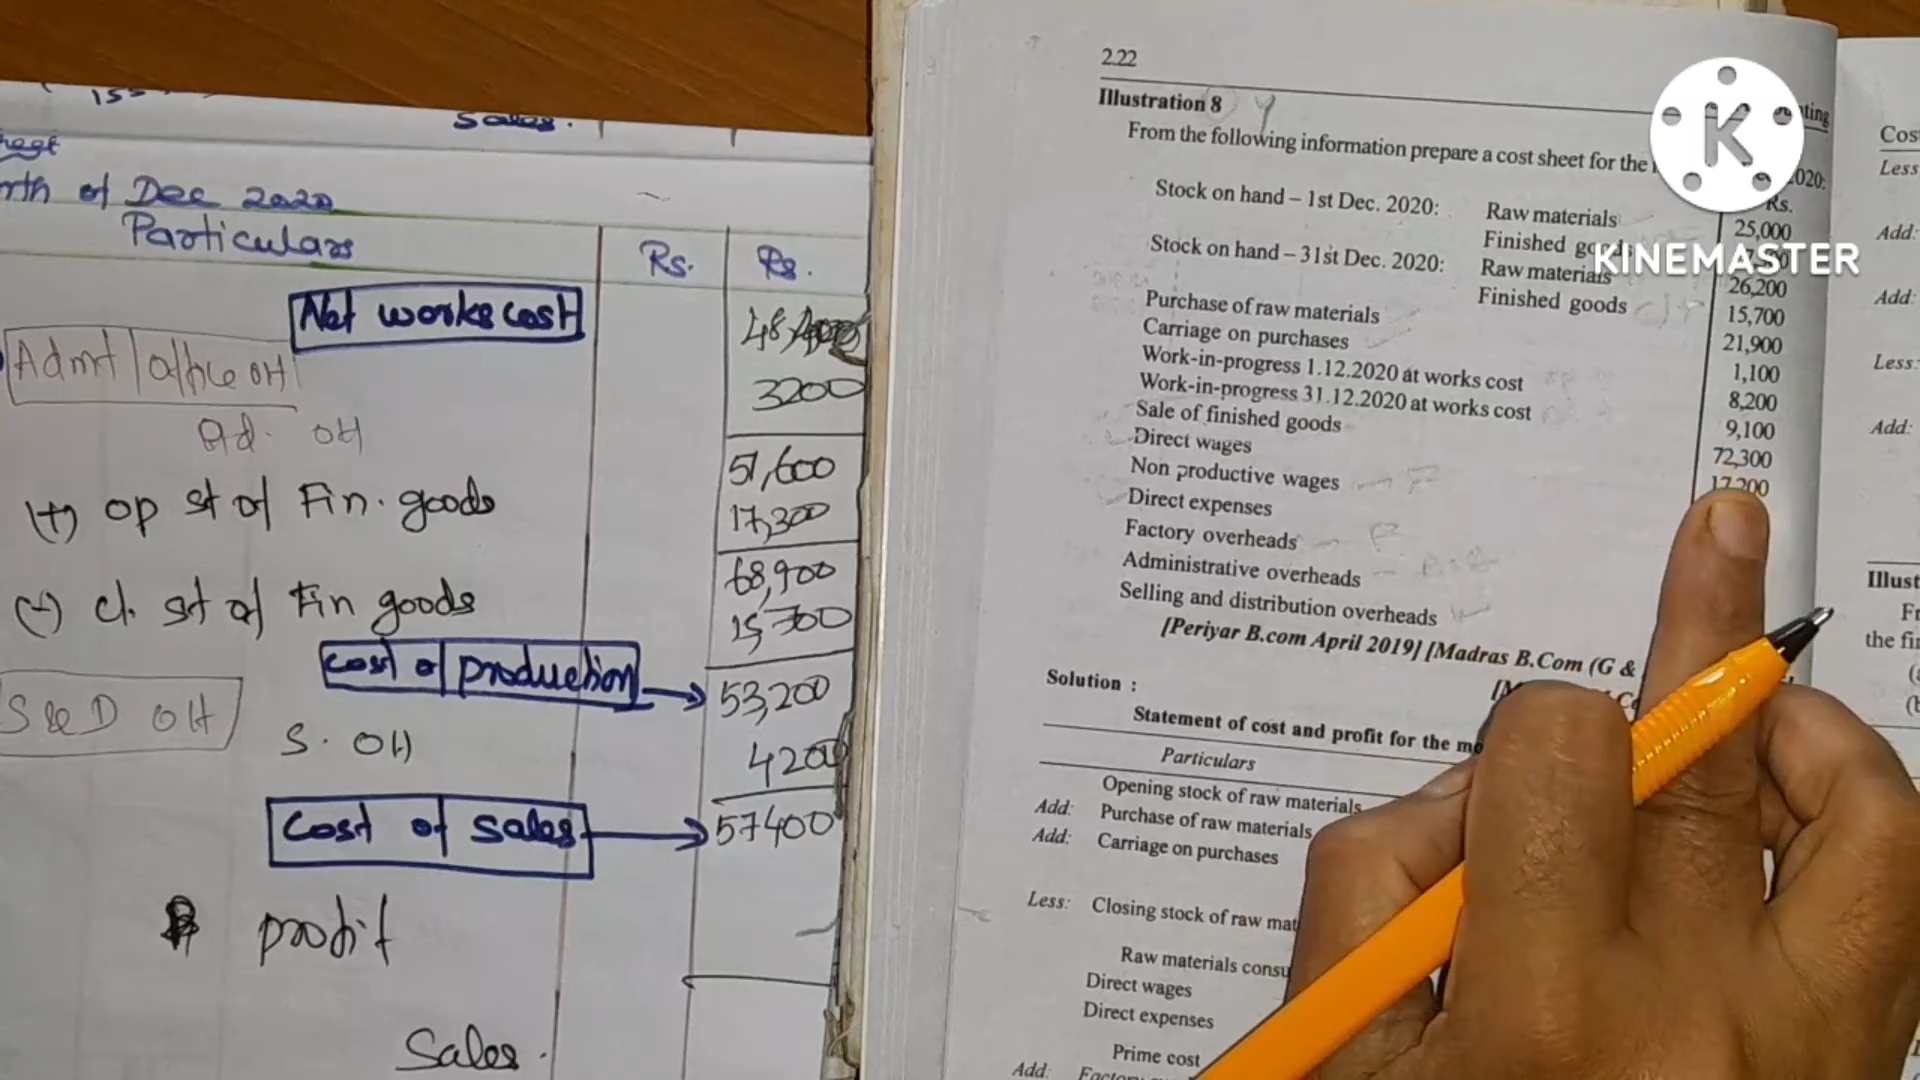 Sales.
nth of Dec 2020
Particulars
Rs.
Rs.
Net works cost
Admt/office OH
3200
Ad. OH
51,600
(+) Op st of Fin. goods
17,300
68,900
(-) cl. st of Fin goods
15,700
cost of production
53,200
S&D OH
S. OH
4200
Cost of sales
57400
profit
Sales.
2.22
Illustration 8
From the following information prepare a cost sheet for the
2020:
Rs.
Stock on hand – 1st Dec. 2020: Raw materials 25,000
Finished goods
Stock on hand – 31st Dec. 2020: Raw materials 26,200
Finished goods 15,700
Purchase of raw materials 21,900
Carriage on purchases 1,100
Work-in-progress 1.12.2020 at works cost 8,200
Work-in-progress 31.12.2020 at works cost 9,100
Sale of finished goods 72,300
Direct wages 17,200
Non productive wages
Direct expenses
Factory overheads
Administrative overheads
Selling and distribution overheads
[Periyar B.com April 2019] [Madras B.Com (G &
Solution :
Statement of cost and profit for the mo
Particulars
Opening stock of raw materials
Add: Purchase of raw materials
Add: Carriage on purchases
Less: Closing stock of raw mat
Raw materials consu
Direct wages
Direct expenses
Prime cost
Add: Factory
K
KINEMASTER
Cos
Less
Add:
Add:
Less:
Add:
Illust
Fr
the fin
(a
(b